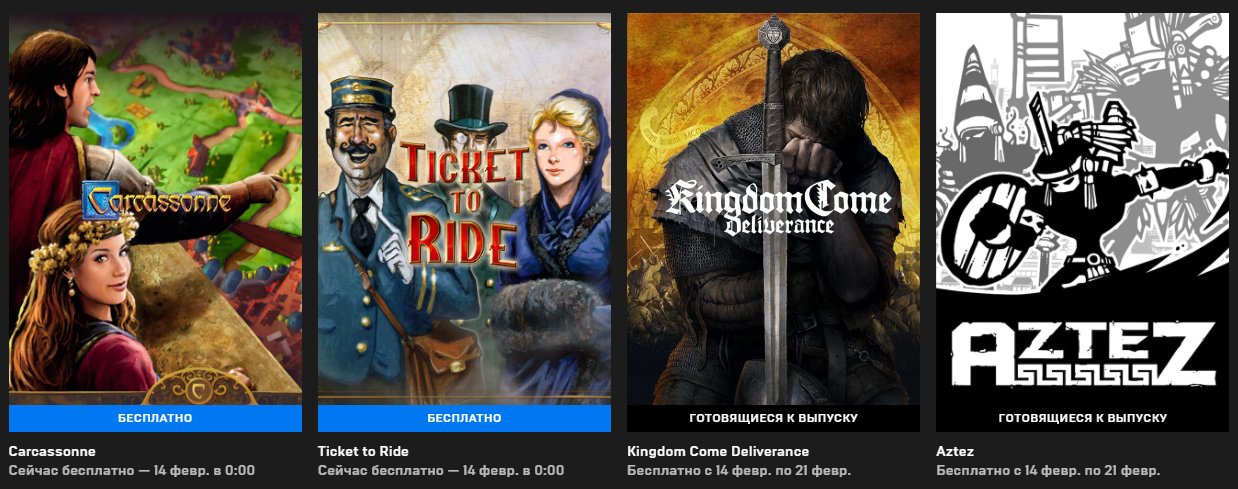 Carcassonne
TICKET
TO
RIDE
Kingdom Come
Deliverance
AZTEZ
БЕСПЛАТНО
БЕСПЛАТНО
ГОТОВЯЩИЕСЯ К ВЫПУСКУ
ГОТОВЯЩИЕСЯ К ВЫПУСКУ
Carcassonne
Сейчас бесплатно — 14 февр. в 0:00
Ticket to Ride
Сейчас бесплатно — 14 февр. в 0:00
Kingdom Come Deliverance
Бесплатно с 14 февр. по 21 февр.
Aztez
Бесплатно с 14 февр. по 21 февр.